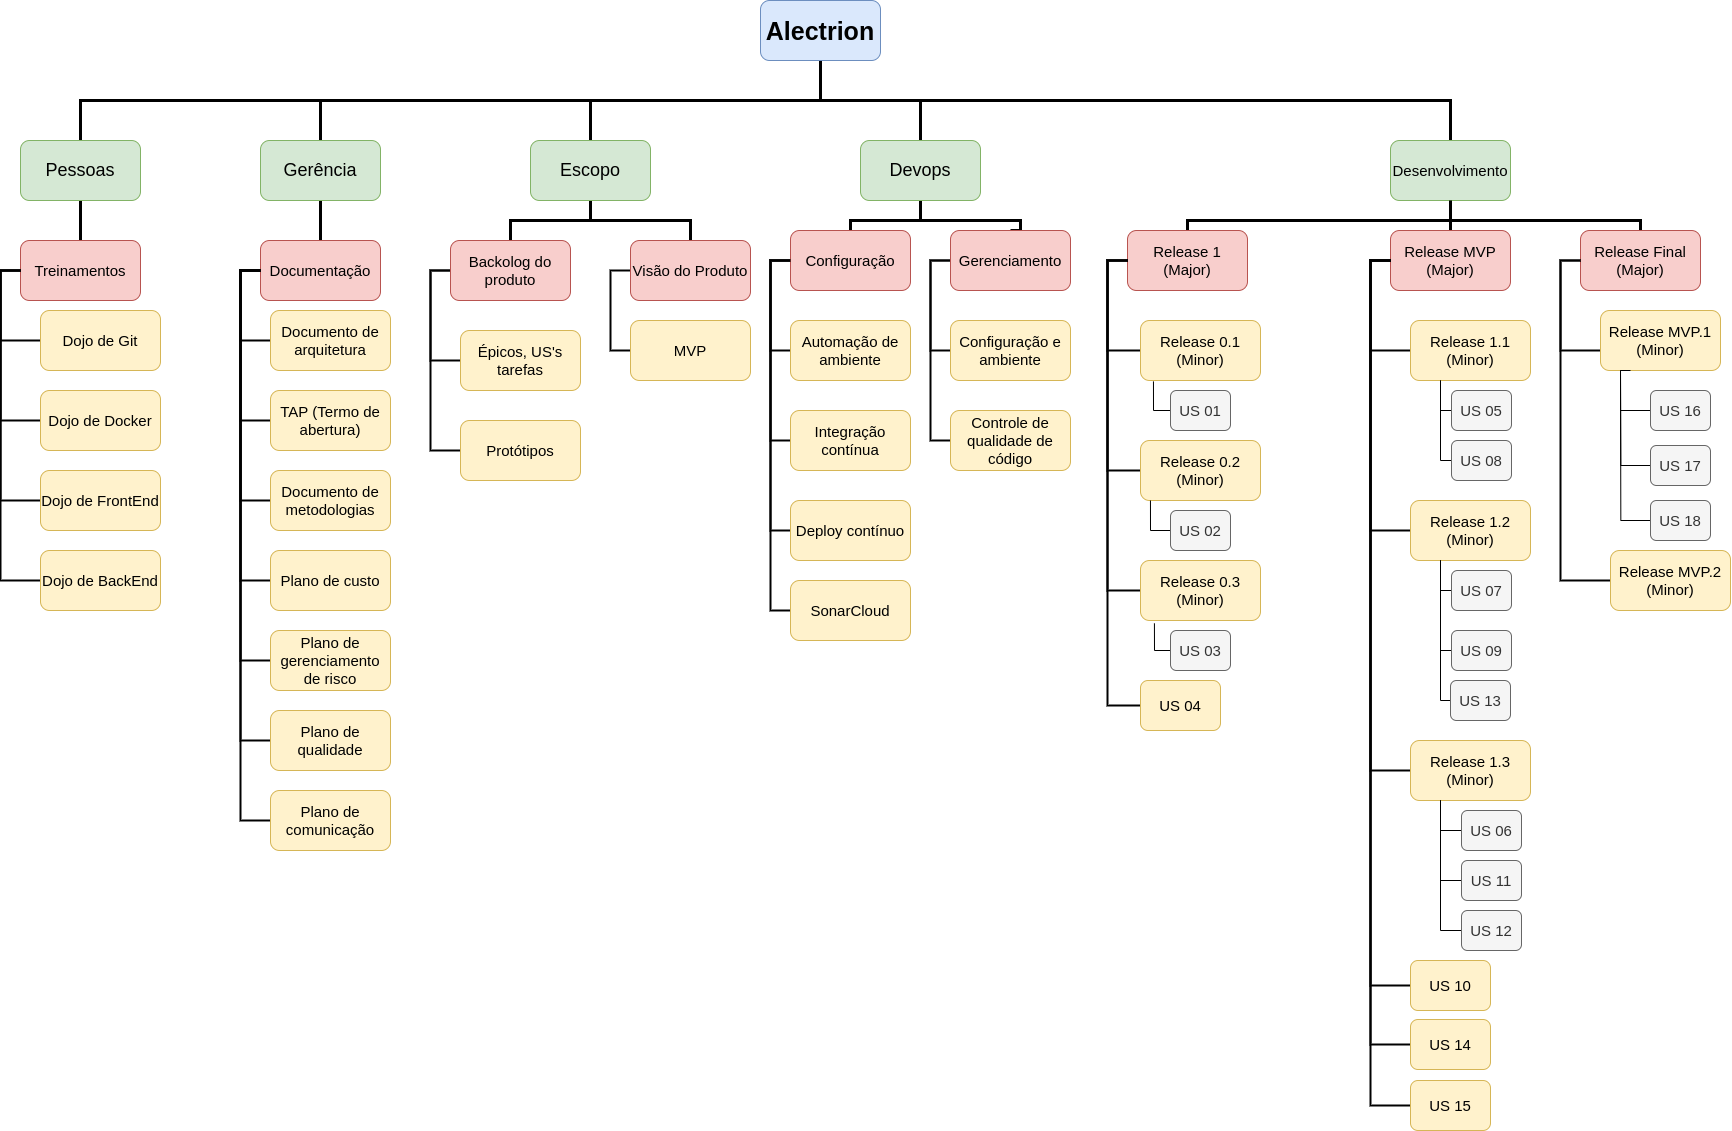 Alectrion
Pessoas
Gerência
Escopo
Devops
Desenvolvimento
Treinamentos
Dojo de Git
Dojo de Docker
Dojo de FrontEnd
Dojo de BackEnd
Documentação
Documento de
arquitetura
TAP (Termo de
abertura)
Documento de
metodologias
Plano de custo
Plano de
gerenciamento
de risco
Plano de
qualidade
Plano de
comunicação
Backolog do
produto
Épicos, US's
tarefas
Protótipos
Visão do Produto
MVP
Configuração
Automação de
ambiente
Integração
contínua
Deploy contínuo
SonarCloud
Gerenciamento
Configuração e
ambiente
Controle de
qualidade de
código
Release 1
(Major)
Release 0.1
(Minor)
US 01
Release 0.2
(Minor)
US 02
Release 0.3
(Minor)
US 03
US 04
Release MVP
(Major)
Release 1.1
(Minor)
US 05
US 08
Release 1.2
(Minor)
US 07
US 09
US 13
Release 1.3
(Minor)
US 06
US 11
US 12
US 10
US 14
US 15
Release Final
(Major)
Release MVP.1
(Minor)
US 16
US 17
US 18
Release MVP.2
(Minor)